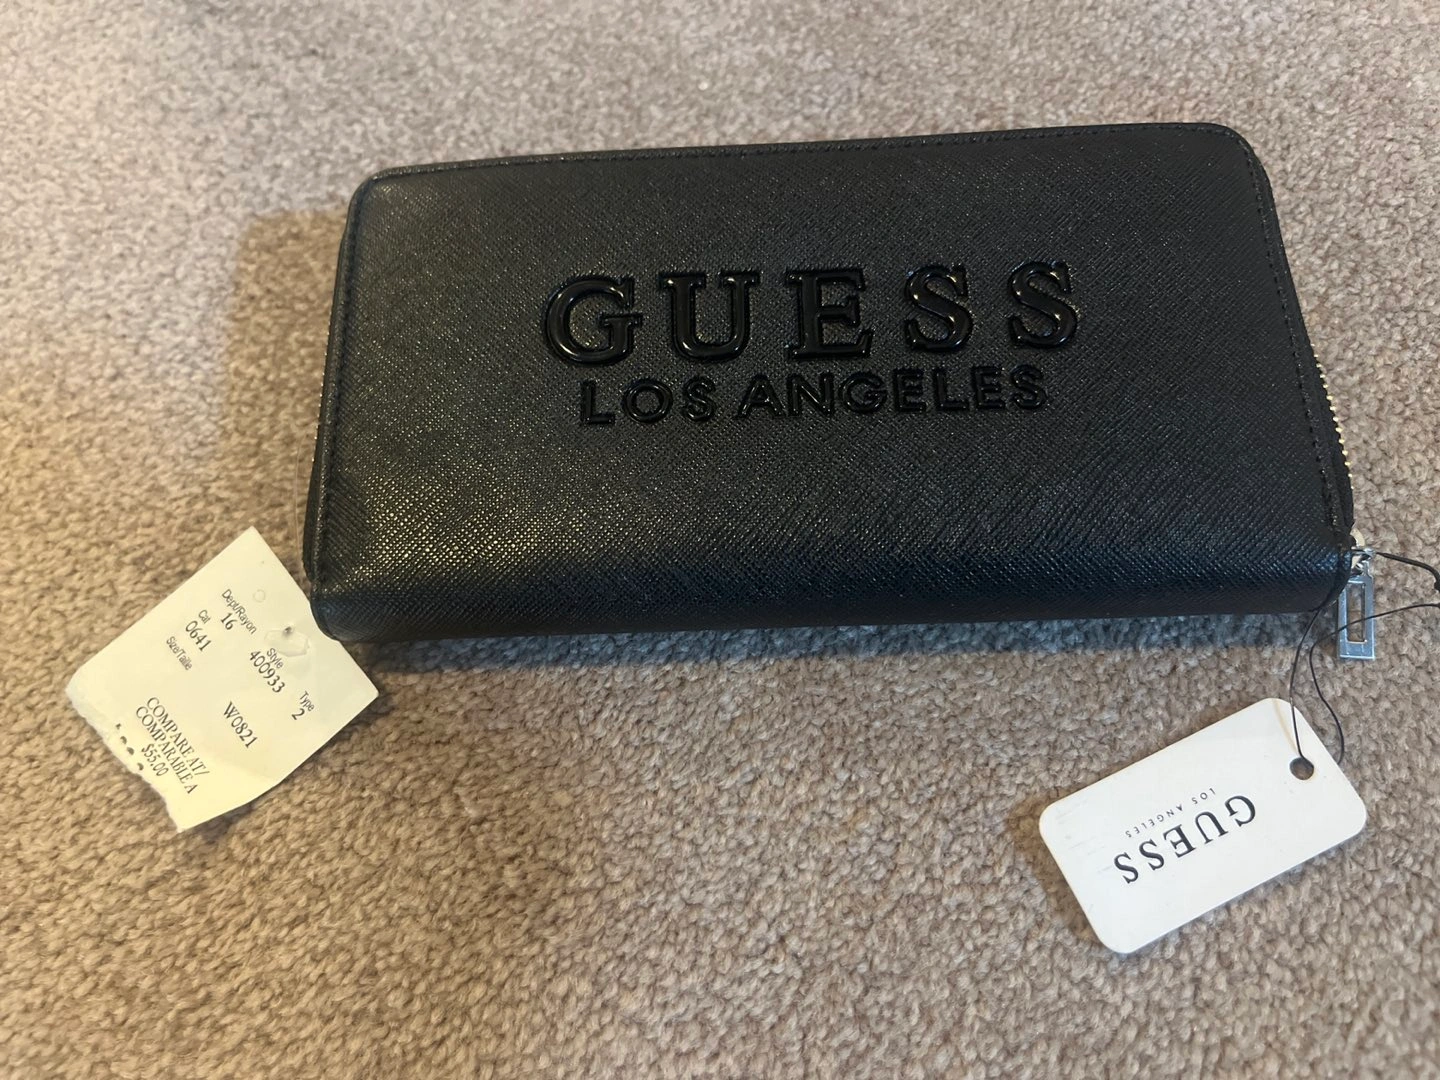 GUESS
LOS ANGELES
Dept/Rayon
16
Style
400933
Type
2
Cat
0641
Size/Taille
W0821
COMPARE AT/
COMPARABLE A
$55.00
GUESS
LOS ANGELES